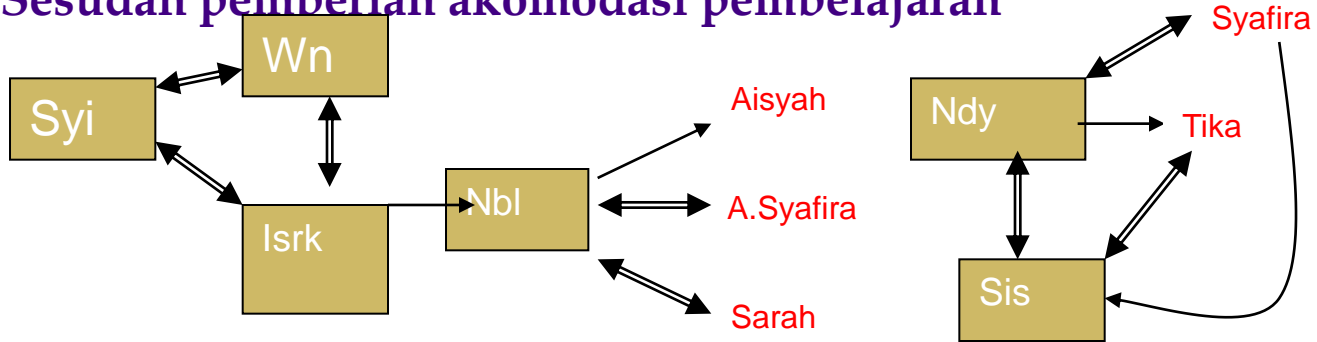 Sesudah pemberian akomodasi pembelajaran
Syi
Wn
Isrk
Nbl
Aisyah
A.Syafira
Sarah
Syafira
Ndy
Tika
Sis